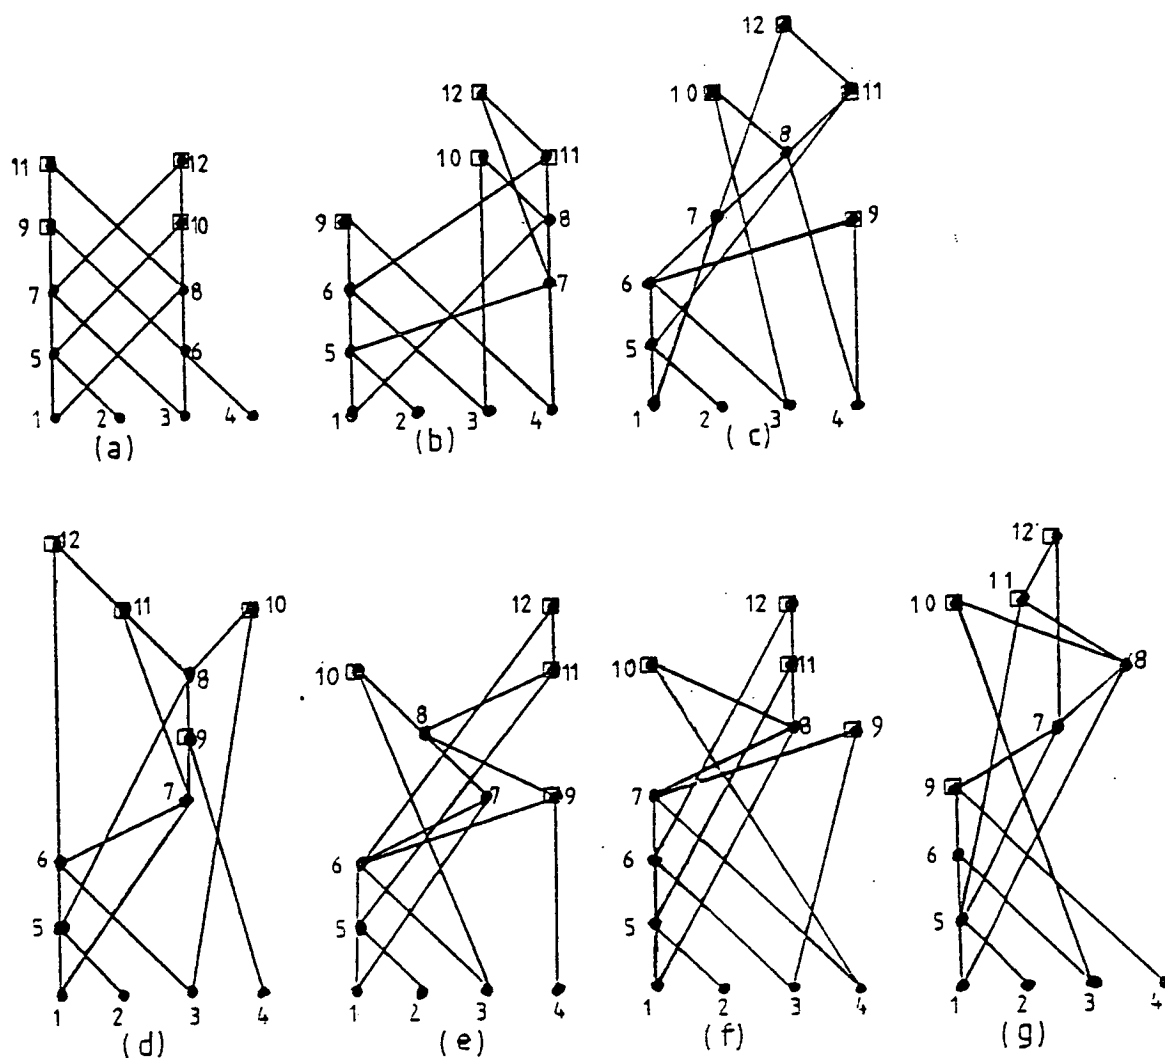 12
12
10 11
8
11 12 10 11
9 10 9 8 7 9
7 8 6 7 6
5 6 5 5
1 2 3 4 1 2 3 4 1 2 3 4
(a) (b) (c)
12 12
11 10 12 12 11
10
8 10 11 10 11 8
9 8 8 9 7
7 7 9 7 9
6 6 6 6
5 5 5 5
1 2 3 4 1 2 3 4 1 2 3 4 1 2 3 4
(d) (e) (f) (g)